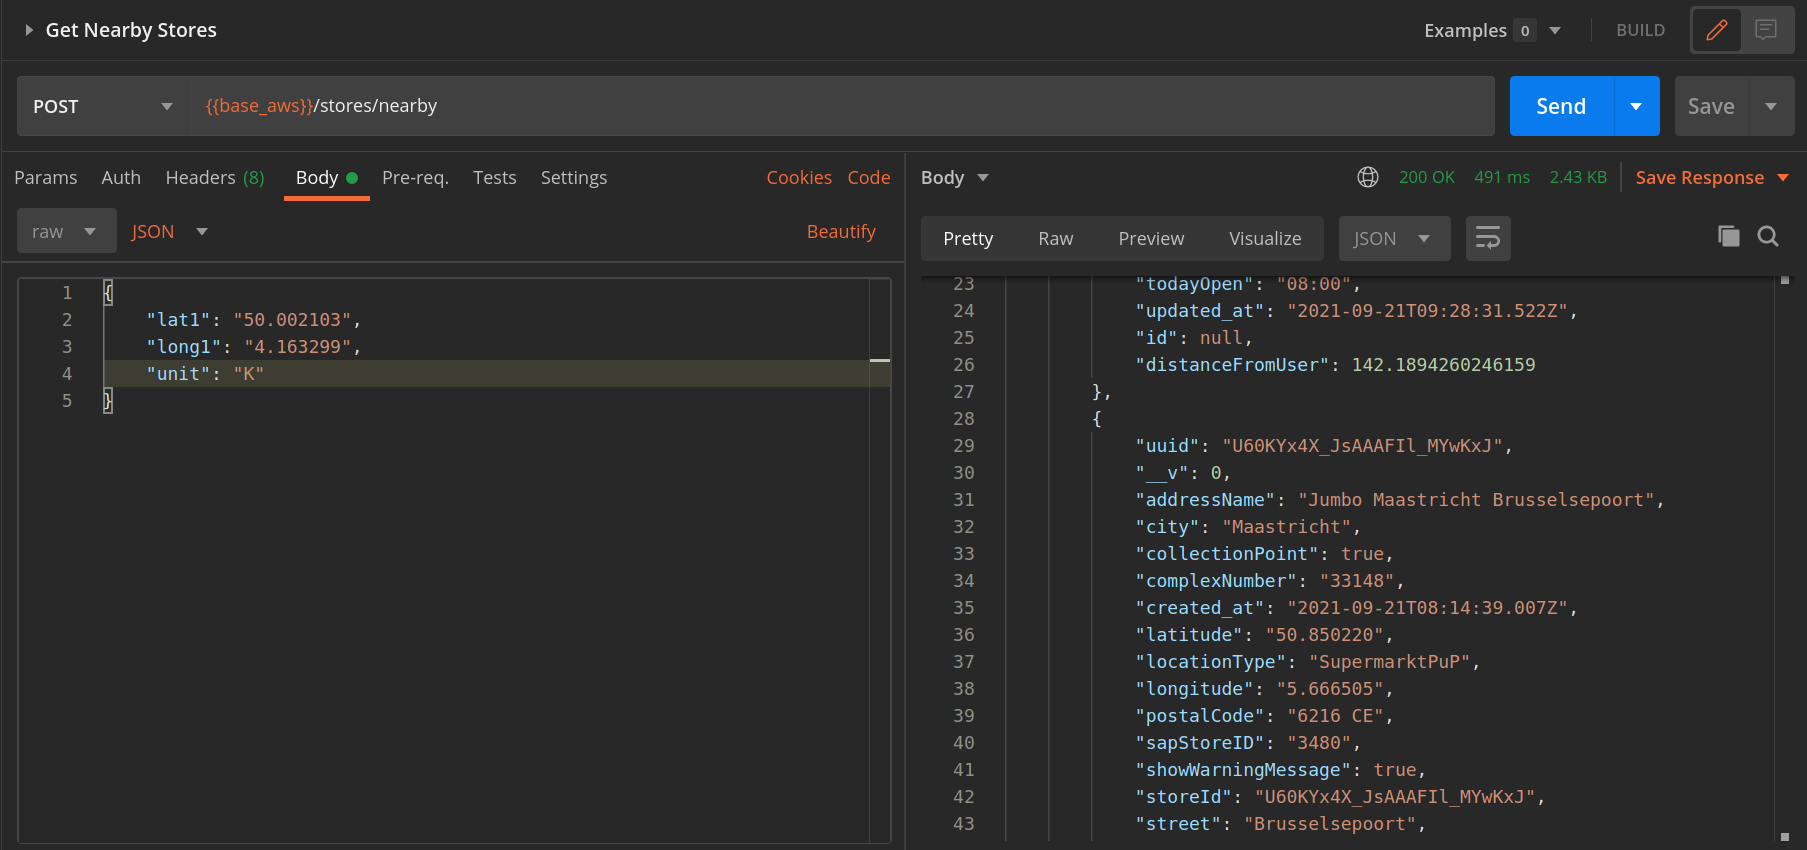 Get Nearby Stores
Examples 0
BUILD
POST
{{base_aws}}/stores/nearby
Send
Save
Params Auth Headers (8) Body Pre-req. Tests Settings Cookies Code
raw JSON Beautify
1 {
2 "lat1": "50.002103",
3 "long1": "4.163299",
4 "unit": "K"
5 }
Body 200 OK 491 ms 2.43 KB Save Response
Pretty Raw Preview Visualize JSON
23 "todayOpen": "08:00",
24 "updated_at": "2021-09-21T09:28:31.522Z",
25 "id": null,
26 "distanceFromUser": 142.1894260246159
27 },
28 {
29 "uuid": "U60KYx4X_JsAAAFIl_MYwKxJ",
30 "__v": 0,
31 "addressName": "Jumbo Maastricht Brusselsepoort",
32 "city": "Maastricht",
33 "collectionPoint": true,
34 "complexNumber": "33148",
35 "created_at": "2021-09-21T08:14:39.007Z",
36 "latitude": "50.850220",
37 "locationType": "SupermarktPuP",
38 "longitude": "5.666505",
39 "postalCode": "6216 CE",
40 "sapStoreID": "3480",
41 "showWarningMessage": true,
42 "storeId": "U60KYx4X_JsAAAFIl_MYwKxJ",
43 "street": "Brusselsepoort",